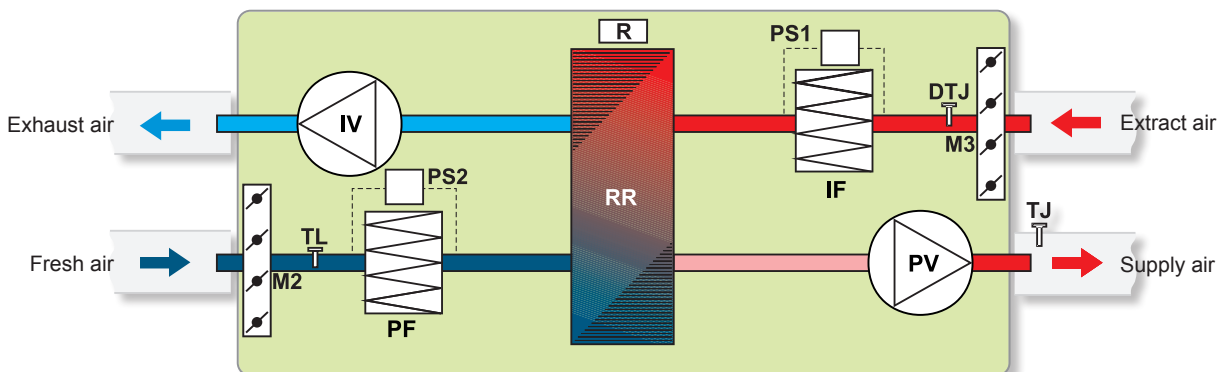 R
PS1
DTJ
Exhaust air
IV
Extract air
M3
PS2
IF
RR
TJ
TL
Fresh air
M2
PV
Supply air
PF